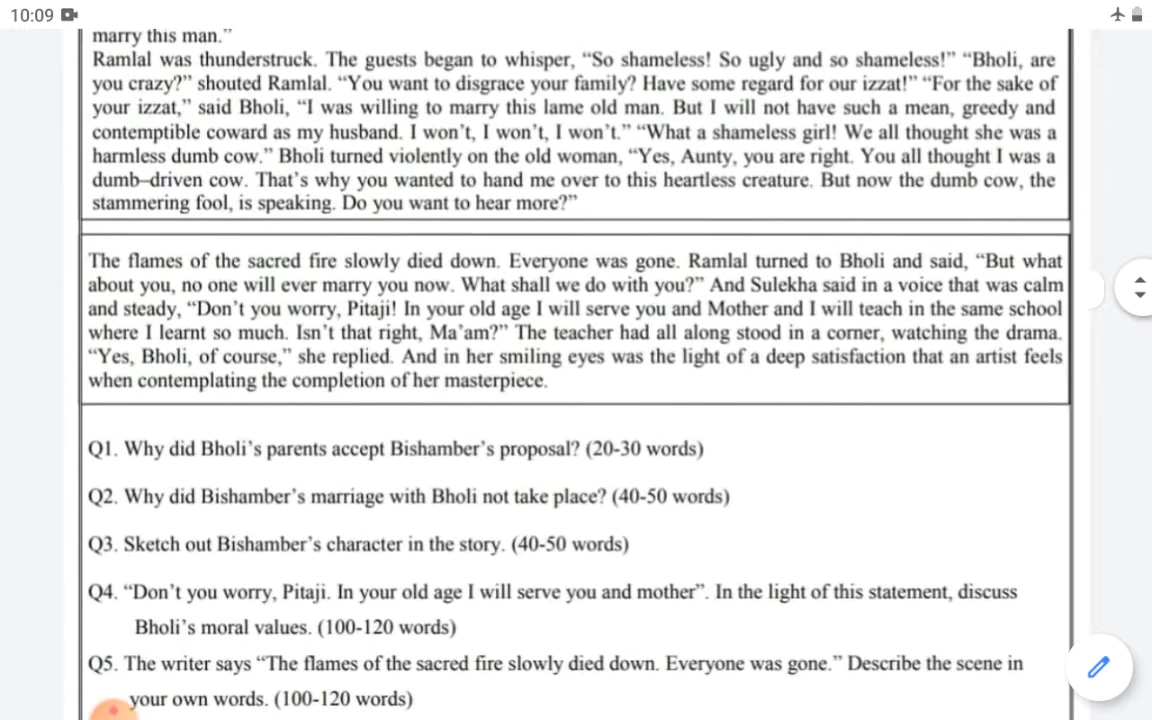 10:09
marry this man.”
Ramlal was thunderstruck. The guests began to whisper, “So shameless! So ugly and so shameless!” “Bholi, are
you crazy?” shouted Ramlal. “You want to disgrace your family? Have some regard for our izzat!” “For the sake of
your izzat,” said Bholi, “I was willing to marry this lame old man. But I will not have such a mean, greedy and
contemptible coward as my husband. I won’t, I won’t, I won’t.” “What a shameless girl! We all thought she was a
harmless dumb cow.” Bholi turned violently on the old woman, “Yes, Aunty, you are right. You all thought I was a
dumb–driven cow. That’s why you wanted to hand me over to this heartless creature. But now the dumb cow, the
stammering fool, is speaking. Do you want to hear more?”
The flames of the sacred fire slowly died down. Everyone was gone. Ramlal turned to Bholi and said, “But what
about you, no one will ever marry you now. What shall we do with you?” And Sulekha said in a voice that was calm
and steady, “Don’t you worry, Pitaji! In your old age I will serve you and Mother and I will teach in the same school
where I learnt so much. Isn’t that right, Ma’am?” The teacher had all along stood in a corner, watching the drama.
“Yes, Bholi, of course,” she replied. And in her smiling eyes was the light of a deep satisfaction that an artist feels
when contemplating the completion of her masterpiece.
Q1. Why did Bholi’s parents accept Bishamber’s proposal? (20-30 words)
Q2. Why did Bishamber’s marriage with Bholi not take place? (40-50 words)
Q3. Sketch out Bishamber’s character in the story. (40-50 words)
Q4. “Don’t you worry, Pitaji. In your old age I will serve you and mother”. In the light of this statement, discuss
Bholi’s moral values. (100-120 words)
Q5. The writer says “The flames of the sacred fire slowly died down. Everyone was gone.” Describe the scene in
your own words. (100-120 words)